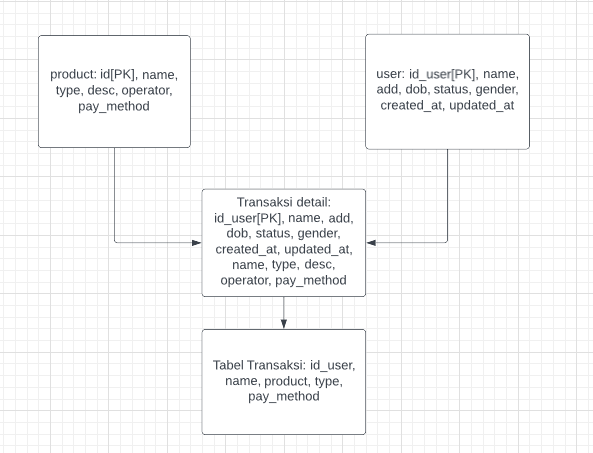 product: id[PK], name,
type, desc, operator,
pay_method
user: id_user[PK], name,
add, dob, status, gender,
created_at, updated_at
Transaksi detail:
id_user[PK], name, add,
dob, status, gender,
created_at, updated_at,
name, type, desc,
operator, pay_method
Tabel Transaksi: id_user,
name, product, type,
pay_method